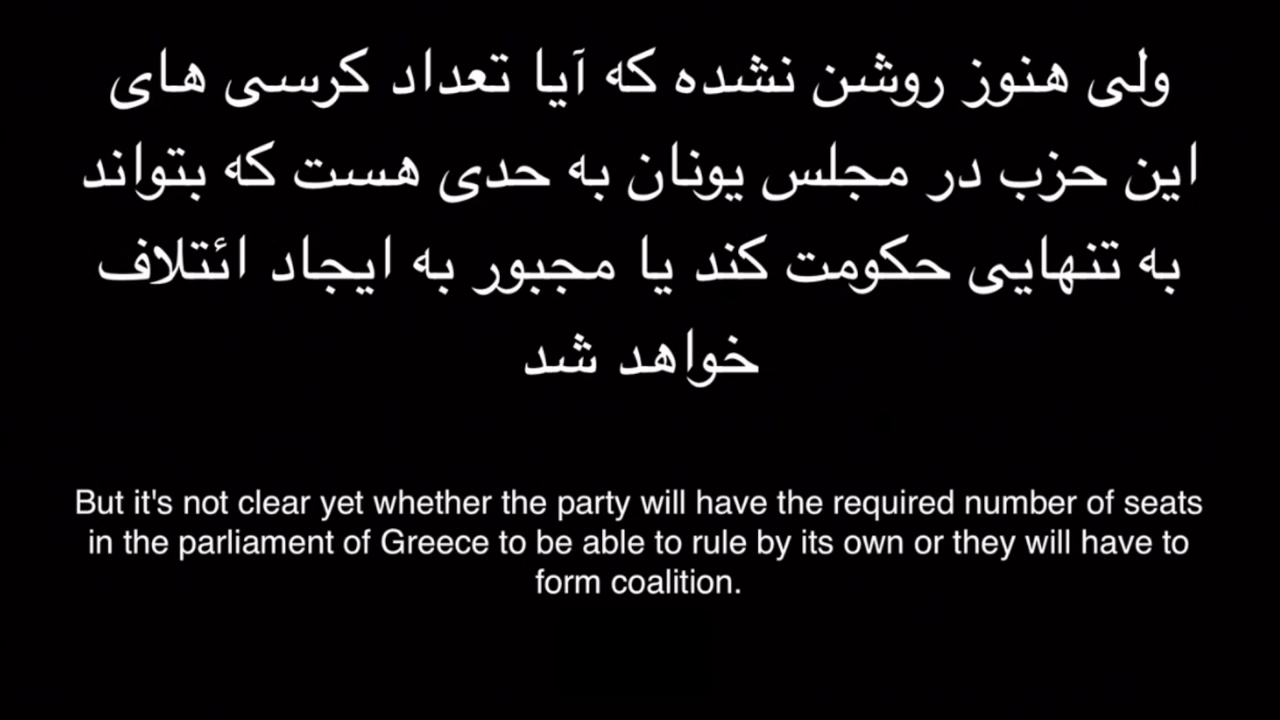 ولی هنوز روشن نشده که آیا تعداد کرسی های
این حزب در مجلس یونان به حدی هست که بتواند
به تنهایی حکومت کند یا مجبور به ایجاد ائتلاف
خواهد شد
But it's not clear yet whether the party will have the required number of seats
in the parliament of Greece to be able to rule by its own or they will have to
form coalition.